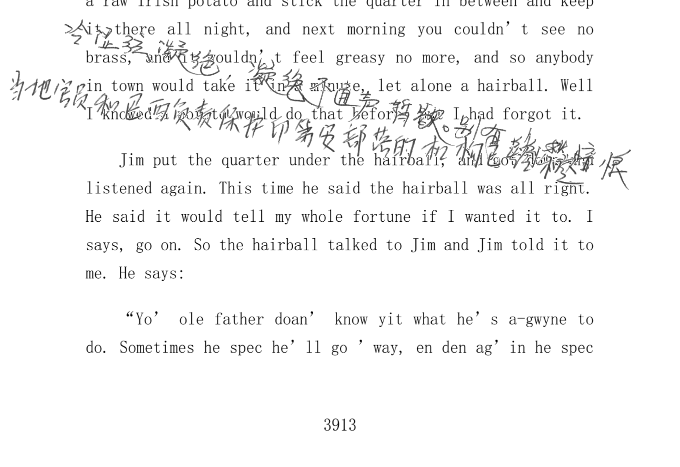 a raw Irish potato and stick the quarter in between and keep
it there all night, and next morning you couldn't see no
brass, and it wouldn't feel greasy no more, and so anybody
in town would take it in a minute, let alone a hairball. Well
I knowed a potato would do that before, but I had forgot it.
Jim put the quarter under the hairball, and got down and
listened again. This time he said the hairball was all right.
He said it would tell my whole fortune if I wanted it to. I
says, go on. So the hairball talked to Jim and Jim told it to
me. He says:
“Yo’ ole father doan’ know yit what he’s a-gwyne to
do. Sometimes he spec he’ll go ’way, en den ag’in he spec
3913